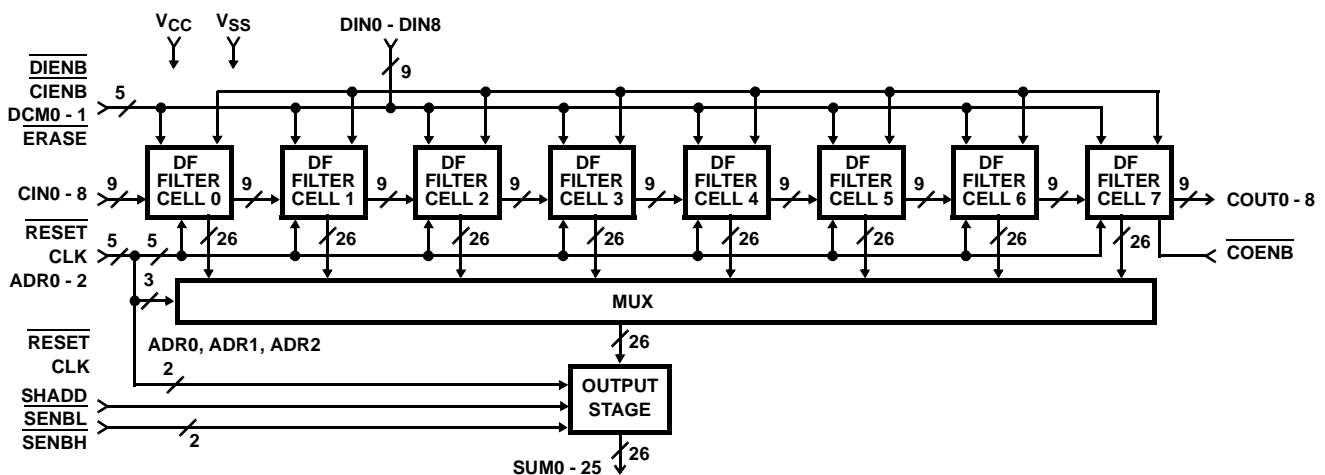 VCC VSS DIN0 - DIN8
9
DIENB
CIENB
DCM0 - 1
ERASE
5
DF FILTER CELL 0
DF FILTER CELL 1
DF FILTER CELL 2
DF FILTER CELL 3
DF FILTER CELL 4
DF FILTER CELL 5
DF FILTER CELL 6
DF FILTER CELL 7
CIN0 - 8
9 9 9 9 9 9 9 9 9
COUT0 - 8
26 26 26 26 26 26 26 26
RESET
CLK
ADR0 - 2
5 5
COENB
3
MUX
ADR0, ADR1, ADR2
26
RESET
CLK
2
OUTPUT
STAGE
SHADD
SENBL
SENBH
2
26
SUM0 - 25